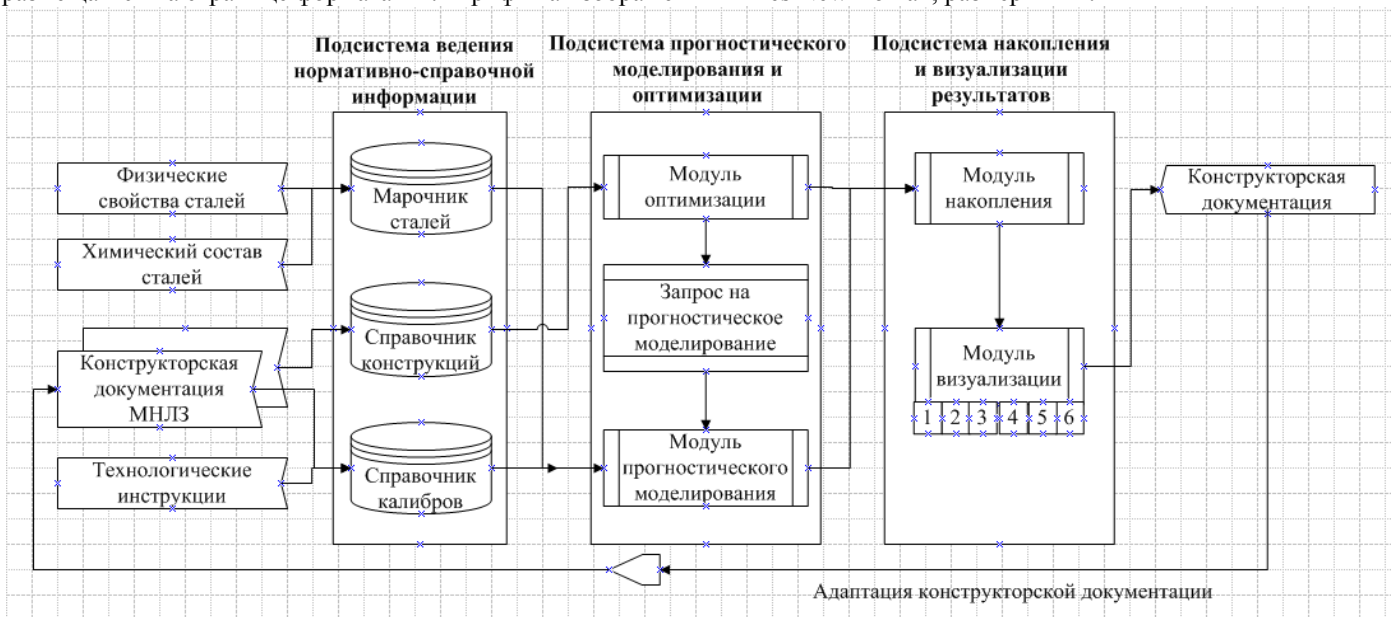 Подсистема ведения
нормативно-справочной
информации
Подсистема прогностического
моделирования и
оптимизации
Подсистема накопления
и визуализации
результатов
Физические
свойства сталей
Химический состав
сталей
Конструкторская
документация
МНЛЗ
Технологические
инструкции
Марочник
сталей
Справочник
конструкций
Справочник
калибров
Модуль
оптимизации
Запрос на
прогностическое
моделирование
Модуль
прогностического
моделирования
Модуль
накопления
Модуль
визуализации
1 2 3 4 5 6
Конструкторская
документация
Адаптация конструкторской документации